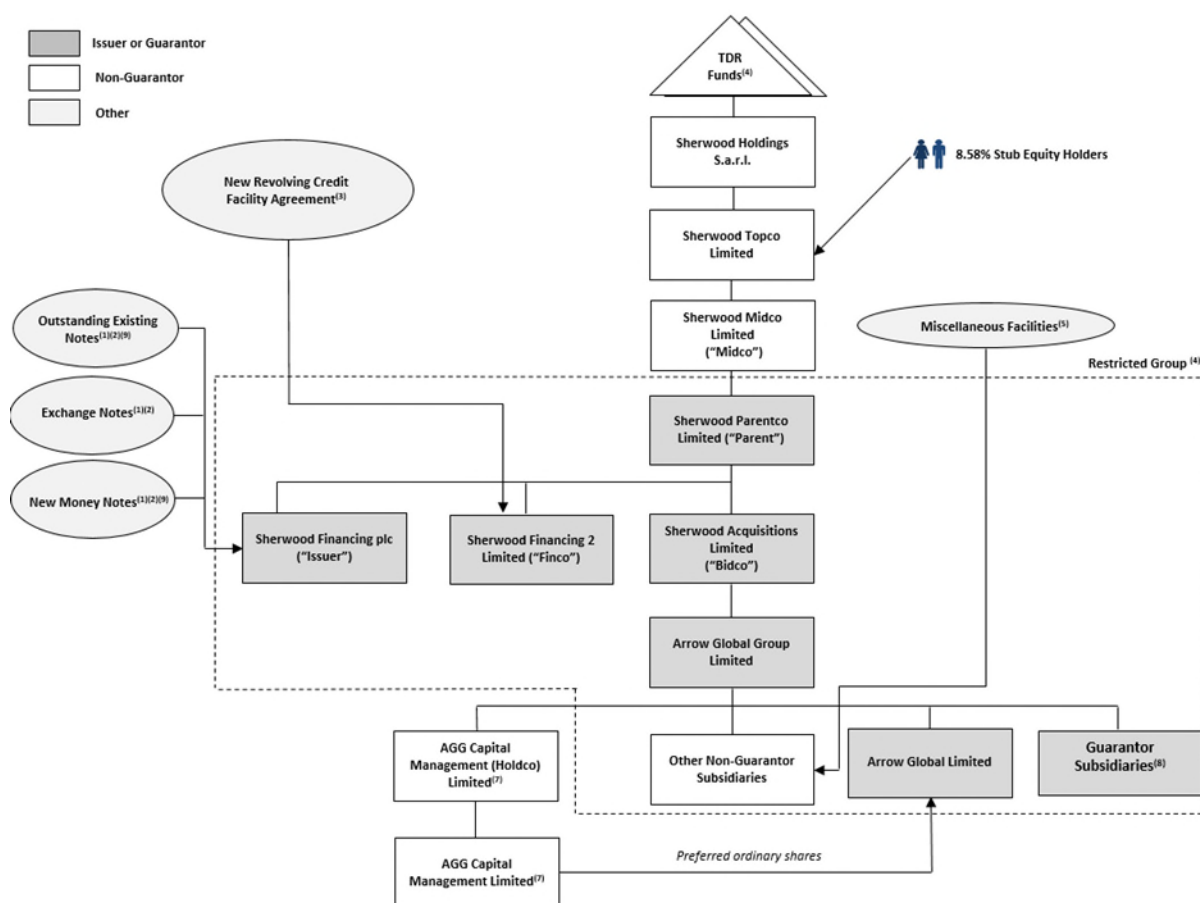 Issuer or Guarantor
Non-Guarantor
Other
TDR
Funds(4)
Sherwood Holdings
S.a.r.l.
8.58% Stub Equity Holders
New Revolving Credit
Facility Agreement(3)
Sherwood Topco
Limited
Outstanding Existing
Notes(1)(2)(9)
Sherwood Midco
Limited
("Midco")
Miscellaneous Facilities(5)
Restricted Group (4)
Exchange Notes(1)(2)
Sherwood Parentco
Limited ("Parent")
New Money Notes(1)(2)(9)
Sherwood Financing plc
("Issuer")
Sherwood Financing 2
Limited ("Finco")
Sherwood Acquisitions
Limited
("Bidco")
Arrow Global Group
Limited
AGG Capital
Management (Holdco)
Limited(7)
Other Non-Guarantor
Subsidiaries
Arrow Global Limited
Guarantor
Subsidiaries(8)
AGG Capital
Management Limited(7)
Preferred ordinary shares